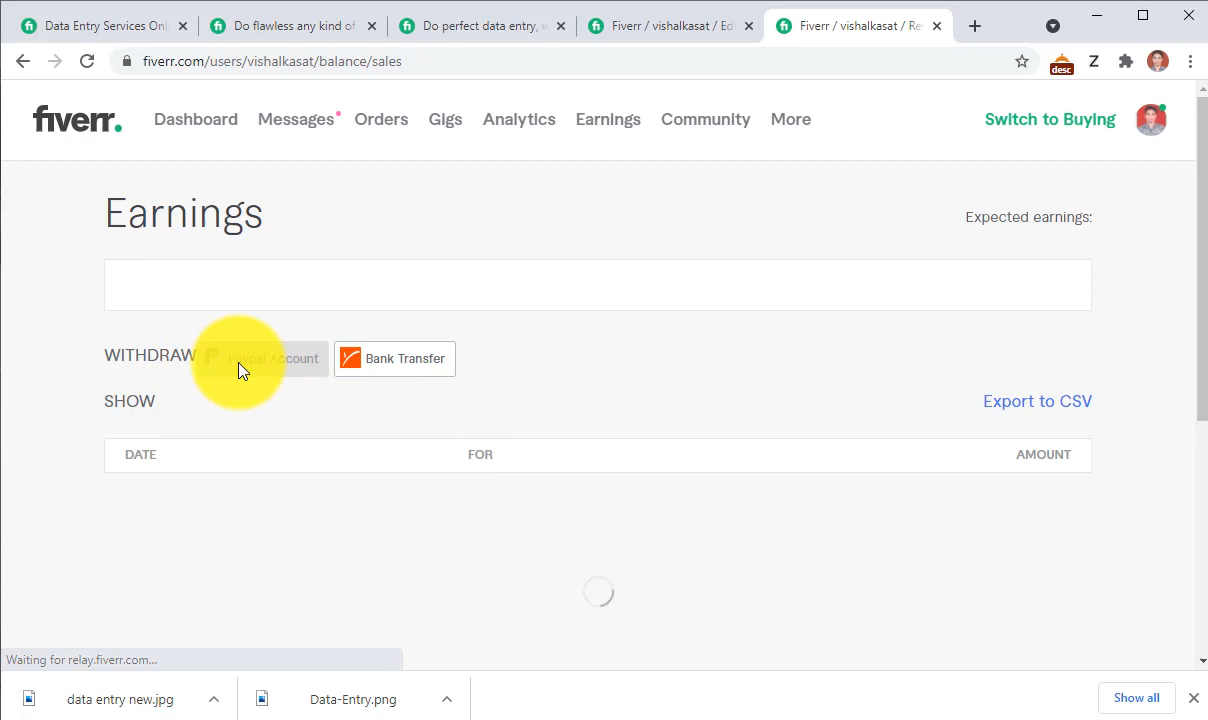 Data Entry Services Onl
Do flawless any kind of
Do perfect data entry, w
Fiverr / vishalkasat / Ed
Fiverr / vishalkasat / Re
fiverr.com/users/vishalkasat/balance/sales
desc
Z
fiverr.
Dashboard Messages Orders Gigs Analytics Earnings Community More Switch to Buying
Earnings
Expected earnings:
WITHDRAW Paypal Account Bank Transfer
SHOW
Export to CSV
DATE FOR AMOUNT
Waiting for relay.fiverr.com...
data entry new.jpg
Data-Entry.png
Show all